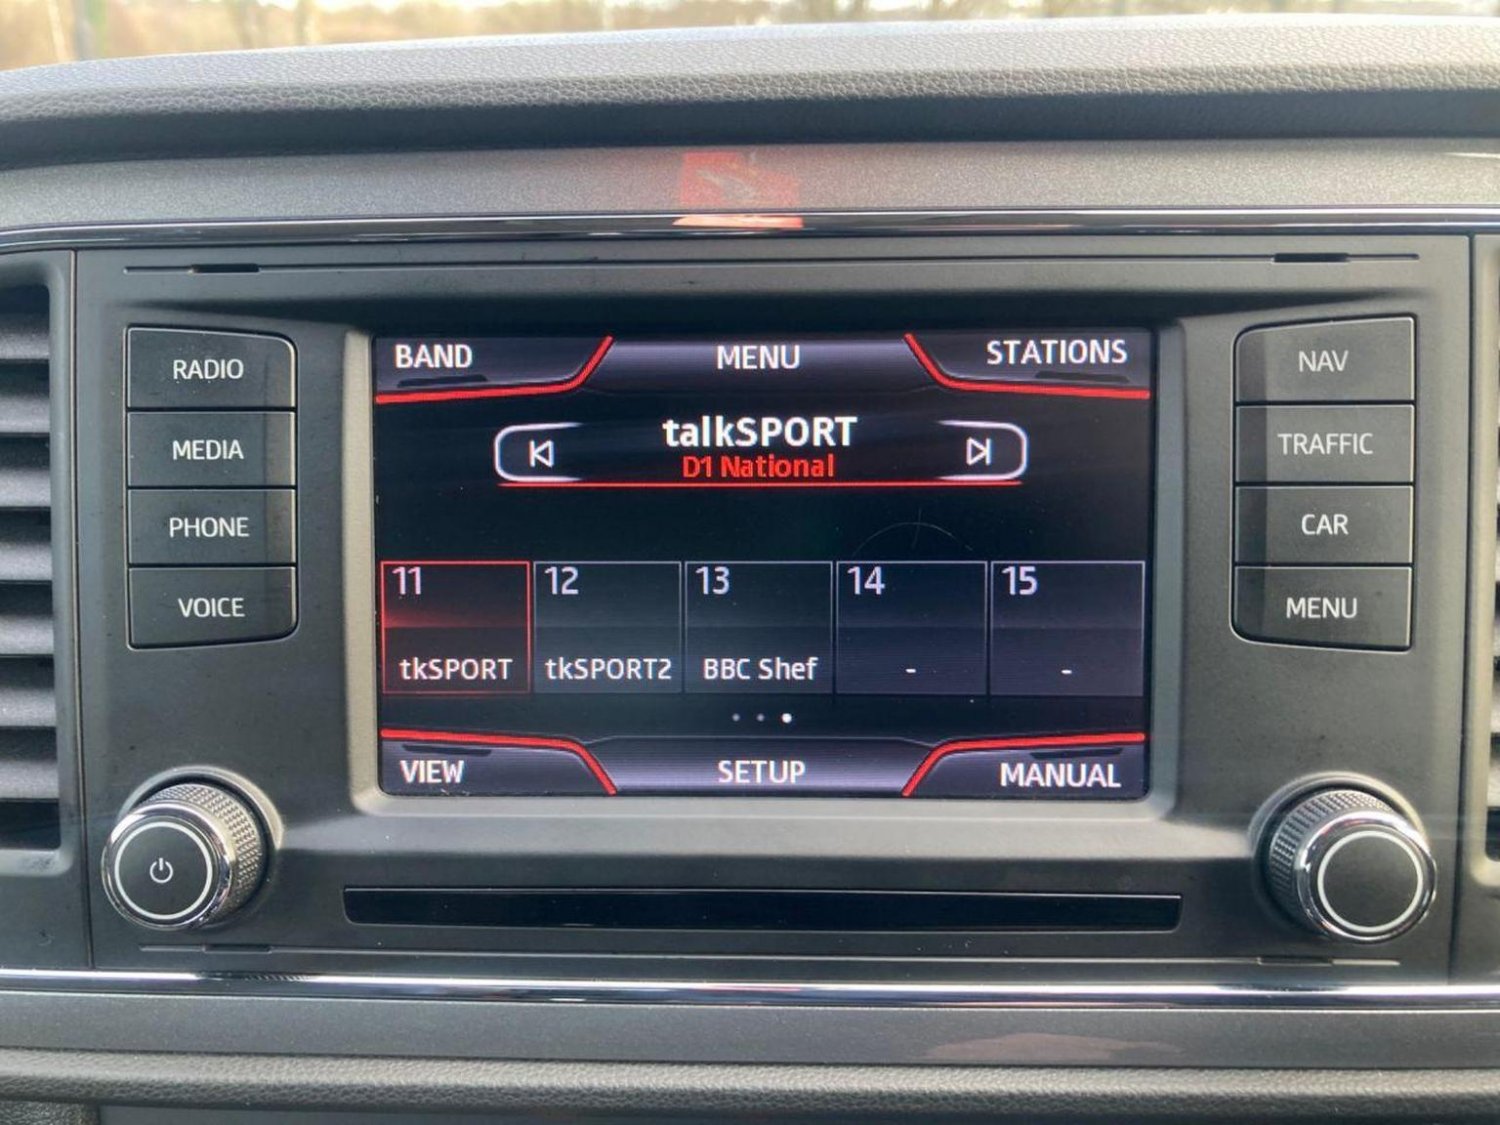 BAND MENU STATIONS
talkSPORT
D1 National
11 12 13 14 15
tkSPORT tkSPORT2 BBC Shef - -
VIEW SETUP MANUAL
RADIO
MEDIA
PHONE
VOICE
NAV
TRAFFIC
CAR
MENU